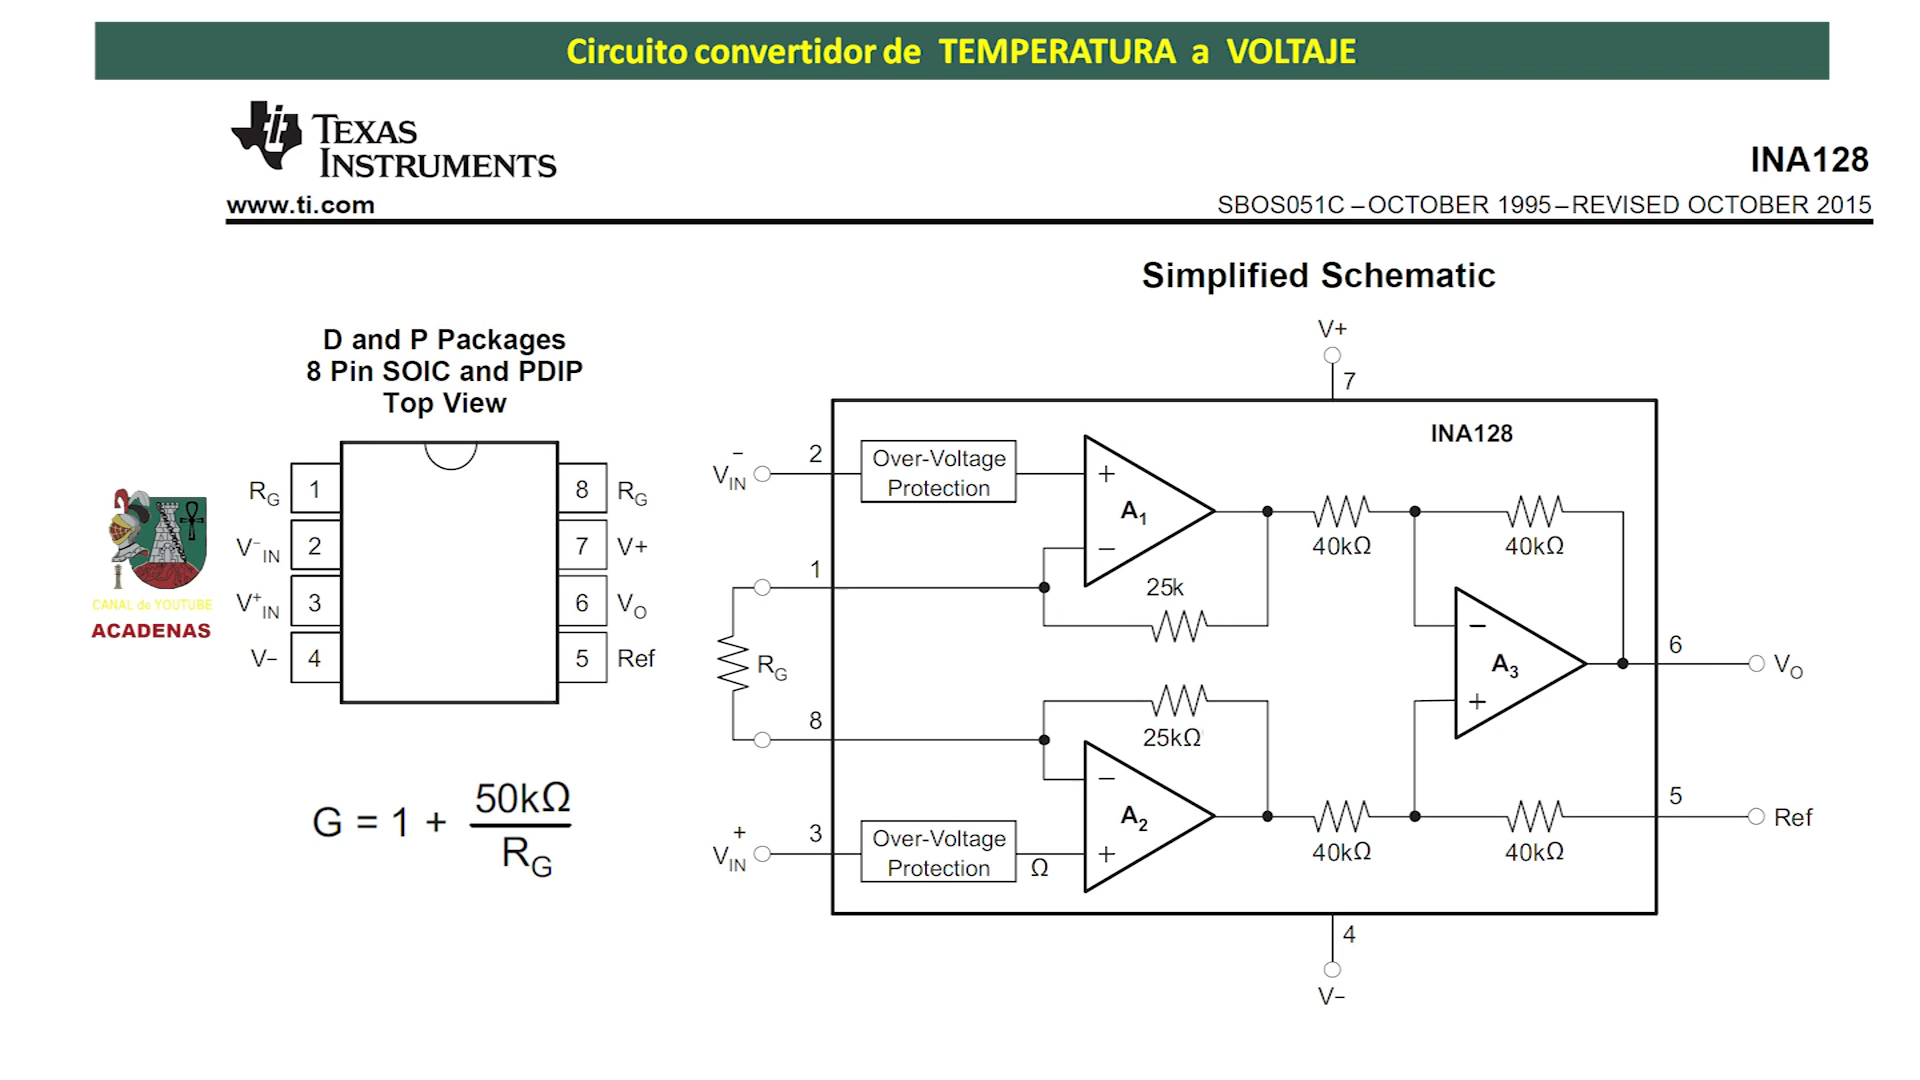 Circuito convertidor de TEMPERATURA a VOLTAJE
TEXAS
INSTRUMENTS
www.ti.com
INA128
SBOS051C – OCTOBER 1995 – REVISED OCTOBER 2015
D and P Packages
8 Pin SOIC and PDIP
Top View
RG 1
8 RG
V–IN 2
7 V+
V+IN 3
6 VO
V– 4
5 Ref
CANAL de YOUTUBE
ACADENAS
G = 1 + 50kΩ / RG
Simplified Schematic
V+
7
INA128
V–IN
2
Over-Voltage
Protection
+
A1
–
40kΩ
40kΩ
1
25k
RG
–
A3
+
6
VO
8
25kΩ
–
A2
+
V+IN
3
Over-Voltage
Protection
Ω
40kΩ
40kΩ
5
Ref
4
V–